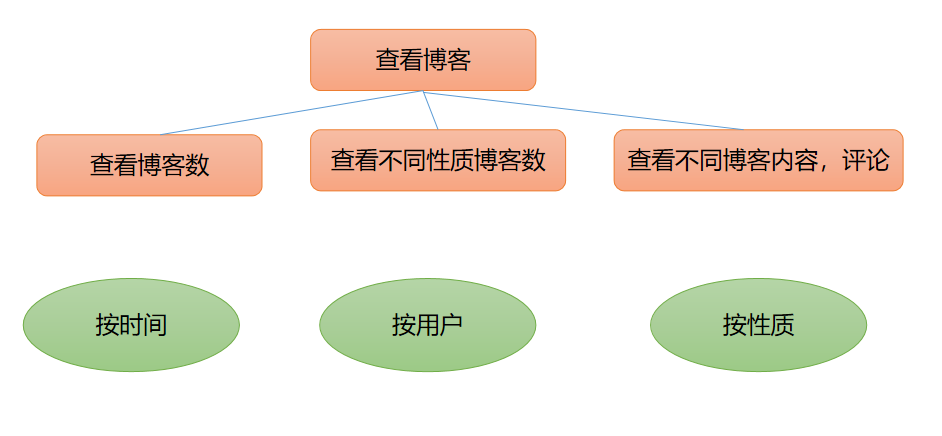 查看博客
查看博客数
查看不同性质博客数
查看不同博客内容，评论
按时间
按用户
按性质